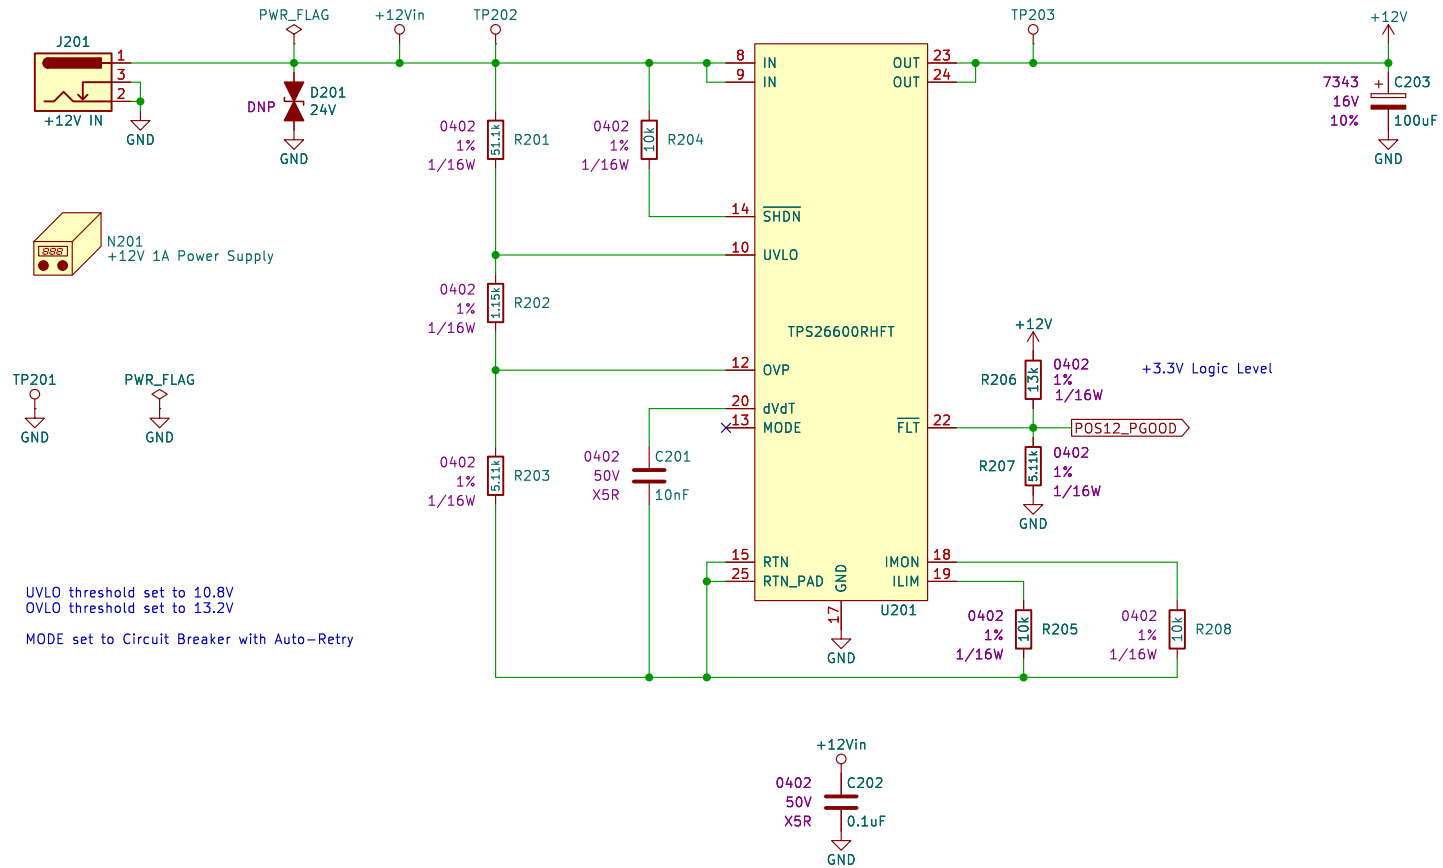 PWR_FLAG
+12Vin
TP202
TP203
+12V
J201
1
3
2
+12V IN
GND
DNP
D201
24V
GND
8
IN
9
IN
OUT
23
OUT
24
7343
16V
10%
+
C203
100uF
GND
0402
1%
1/16W
51.1k
R201
0402
1%
1/16W
10k
R204
14
SHDN
10
UVLO
N201
+12V 1A Power Supply
888
0402
1%
1/16W
1.15k
R202
TPS26600RHFT
+12V
12
OVP
R206
13k
0402
1%
1/16W
+3.3V Logic Level
TP201
GND
PWR_FLAG
GND
20
dVdT
13
MODE
FLT
22
POS12_PGOOD
0402
1%
1/16W
5.11k
R203
0402
50V
X5R
C201
10nF
R207
5.11k
0402
1%
1/16W
GND
15
RTN
25
RTN_PAD
GND
17
IMON
18
ILIM
19
U201
GND
UVLO threshold set to 10.8V
OVLO threshold set to 13.2V
MODE set to Circuit Breaker with Auto-Retry
0402
1%
1/16W
10k
R205
0402
1%
1/16W
10k
R208
+12Vin
0402
50V
X5R
C202
0.1uF
GND